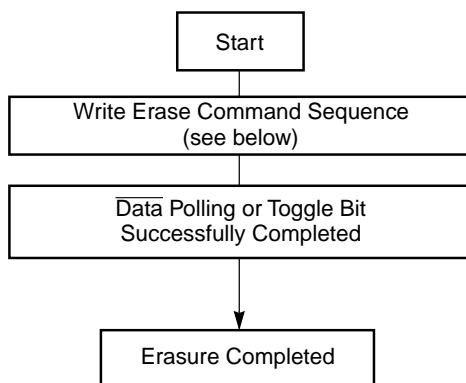 Start
Write Erase Command Sequence
(see below)
Data Polling or Toggle Bit
Successfully Completed
Erasure Completed